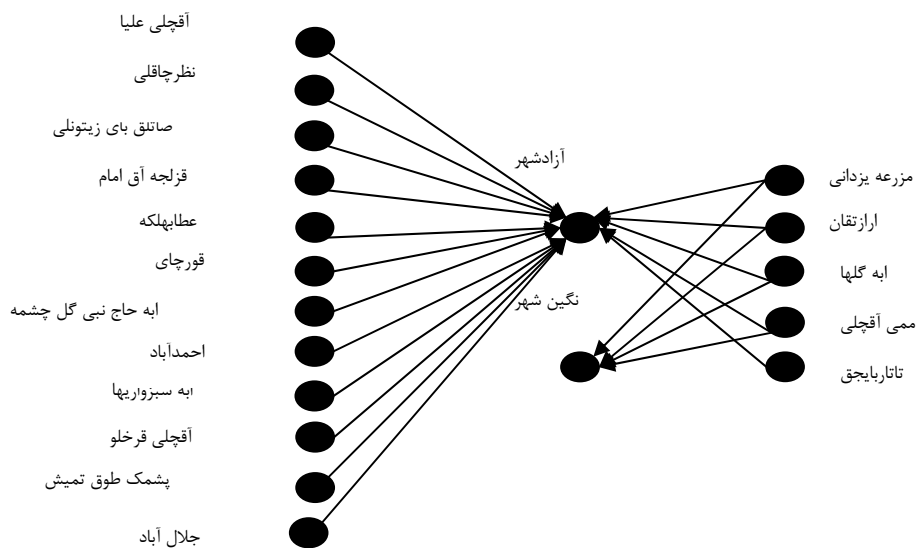 آقچلی علیا
نظرچاقلی
صاتلق بای زیتونلی
قزلجه آق امام
عطابهلکه
قورچای
ابه حاج نبی گل چشمه
احمدآباد
ابه سبزواریها
آقچلی قرخلو
پشمک طوق تمیش
جلال آباد
آزادشهر
نگین شهر
مزرعه یزدانی
ارازتقان
ابه گلها
ممی آقچلی
تاتاربایجق